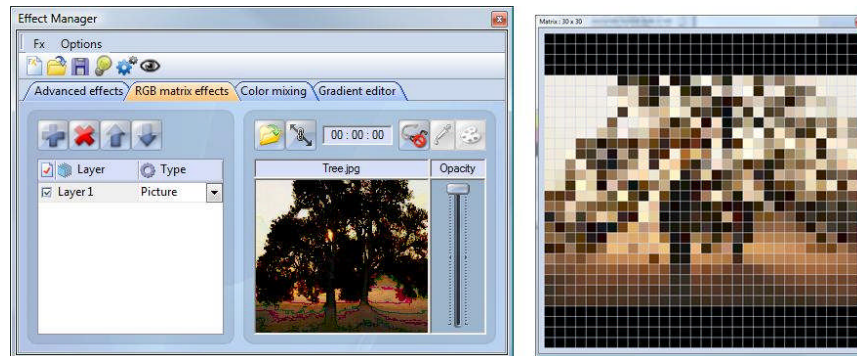 Effect Manager
Fx Options
Advanced effects RGB matrix effects Color mixing Gradient editor
00 : 00 : 00
Layer Type Tree.jpg Opacity
Layer 1 Picture
Matrix : 30 x 30